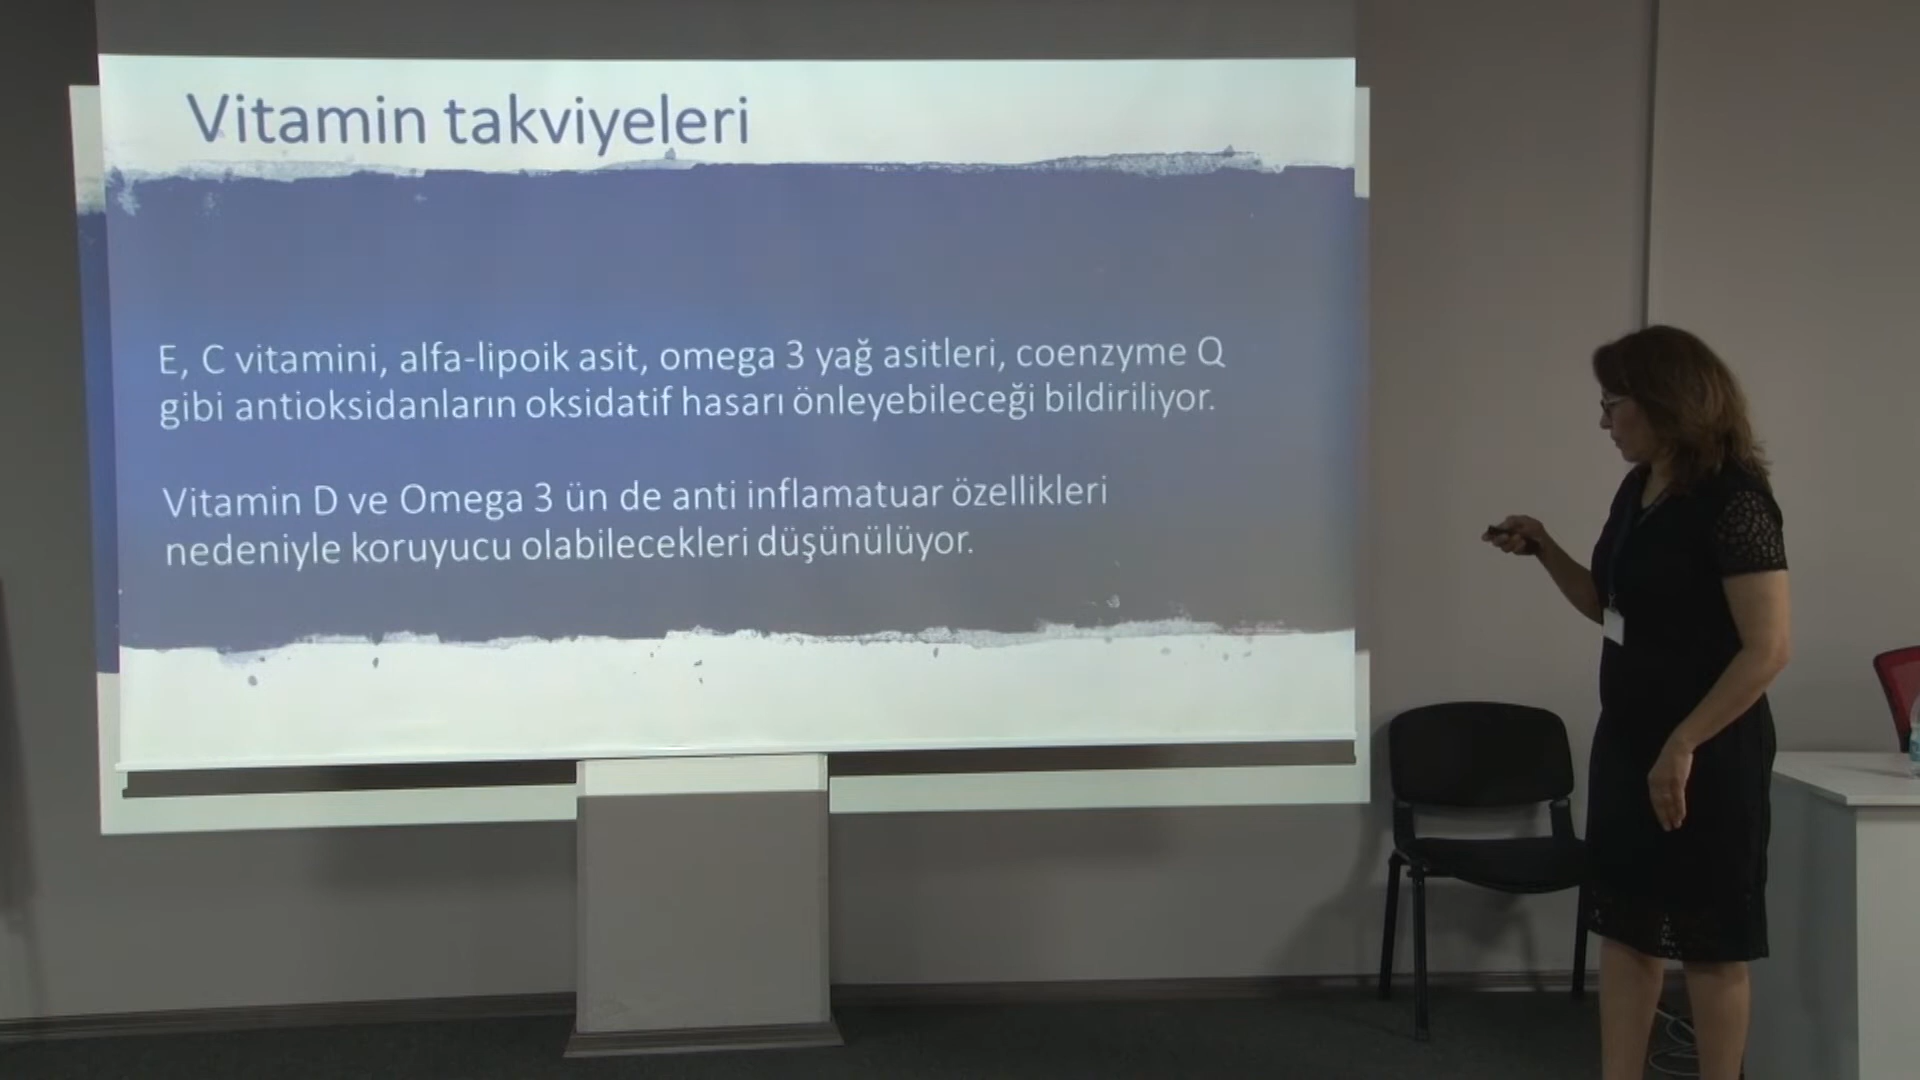 Vitamin takviyeleri
E, C vitamini, alfa-lipoik asit, omega 3 yağ asitleri, coenzyme Q
gibi antioksidanların oksidatif hasarı önleyebileceği bildiriliyor.
Vitamin D ve Omega 3 ün de anti inflamatuar özellikleri
nedeniyle koruyucu olabilecekleri düşünülüyor.